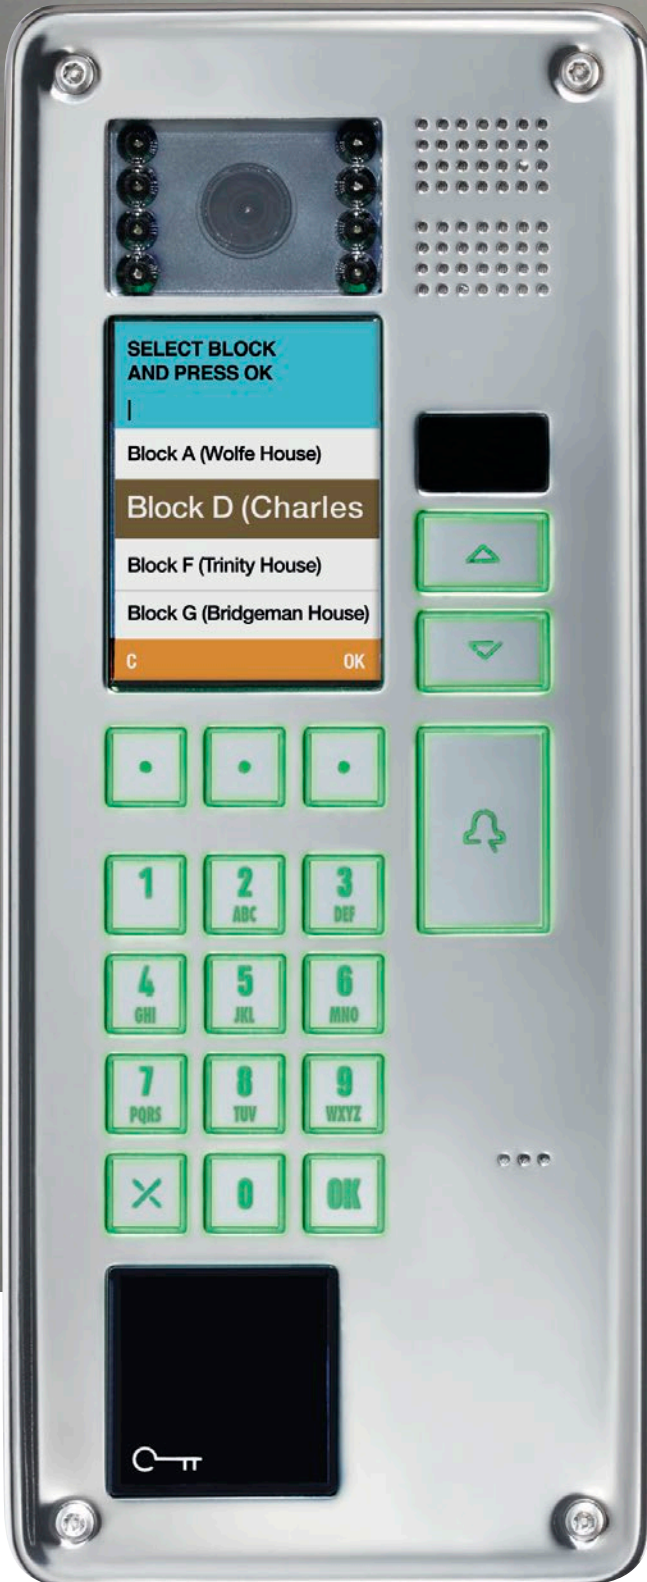 SELECT BLOCK
AND PRESS OK
Block A (Wolfe House)
Block D (Charles
Block F (Trinity House)
Block G (Bridgeman House)
C OK
1 2 3
ABC DEF
4 5 6
GHI JKL MNO
7 8 9
PQRS TUV WXYZ
0 OK